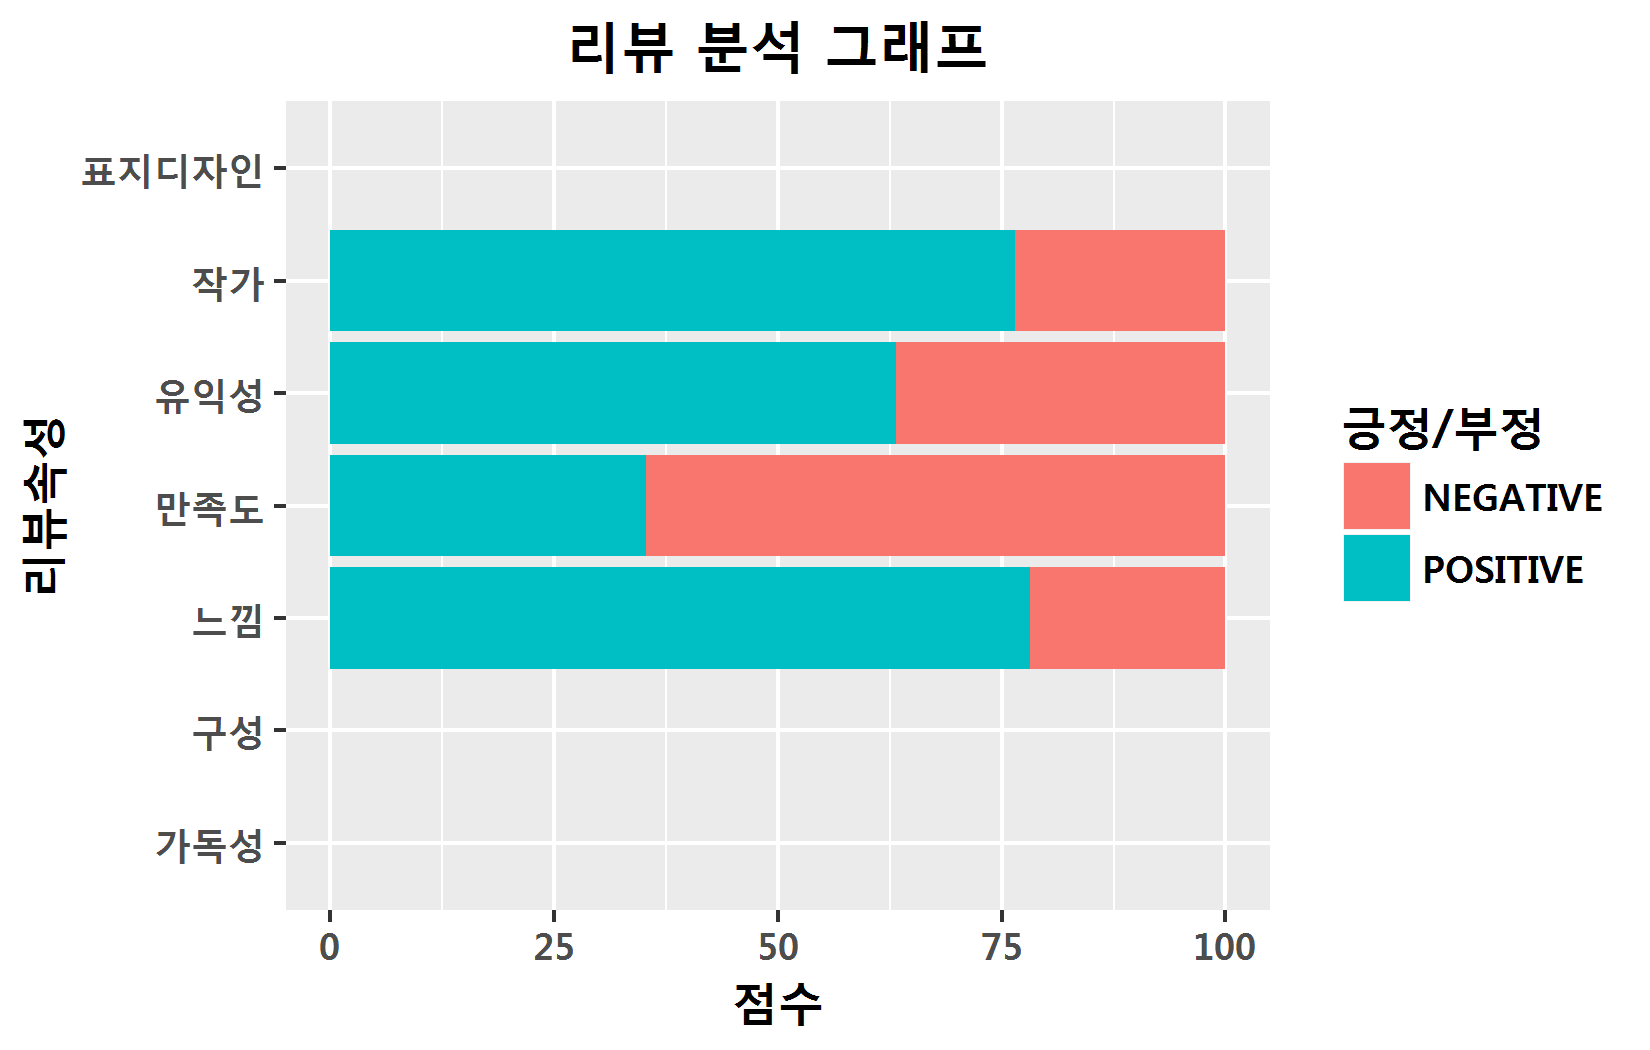 리뷰 분석 그래프
리뷰속성
표지디자인
작가
유익성
만족도
느낌
구성
가독성
0 25 50 75 100
점수
긍정/부정
NEGATIVE
POSITIVE